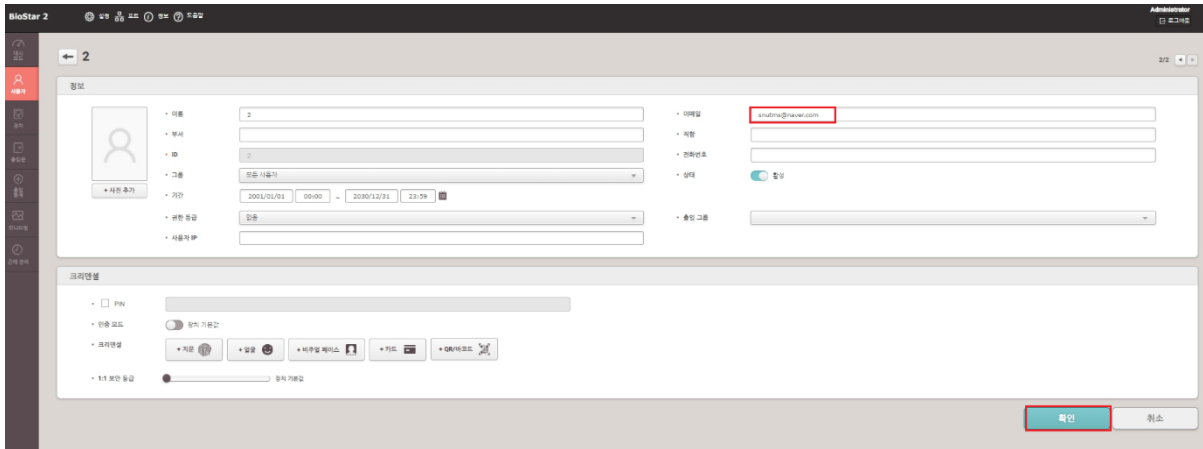 BioStar 2
설정 포트 정보 도움말
Administrator
로그아웃
사용자
2
2/2
정보
이름 2
이메일 snubns@naver.com
부서
직함
ID 2
전화번호
그룹 모든 사용자
상태 활성
+ 사진 추가
기간 2001/01/01 00:00 ~ 2030/12/31 23:59
권한 등급 없음
출입 그룹
사용자 IP
크리덴셜
PIN
인증 모드 장치 기본값
크리덴셜 + 지문 + 얼굴 + 비주얼 페이스 + 카드 + QR/바코드
1:1 보안 등급 장치 기본값
확인 취소